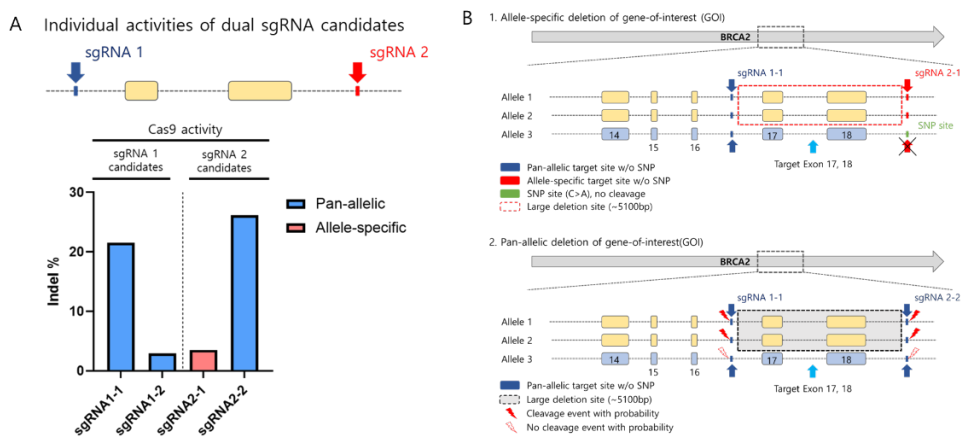 A
Individual activities of dual sgRNA candidates
sgRNA 1
sgRNA 2
Cas9 activity
sgRNA 1 candidates
sgRNA 2 candidates
Pan-allelic
Allele-specific
Indel %
30
20
10
0
sgRNA1-1
sgRNA1-2
sgRNA2-1
sgRNA2-2
B
1. Allele-specific deletion of gene-of-interest (GOI)
BRCA2
sgRNA 1-1
sgRNA 2-1
Allele 1
Allele 2
Allele 3
SNP site
14
17
18
15
16
Target Exon 17, 18
Pan-allelic target site w/o SNP
Allele-specific target site w/o SNP
SNP site (C>A), no cleavage
Large deletion site (~5100bp)
2. Pan-allelic deletion of gene-of-interest(GOI)
BRCA2
sgRNA 1-1
sgRNA 2-2
Allele 1
Allele 2
Allele 3
14
17
18
15
16
Target Exon 17, 18
Pan-allelic target site w/o SNP
Large deletion site (~5100bp)
Cleavage event with probability
No cleavage event with probability